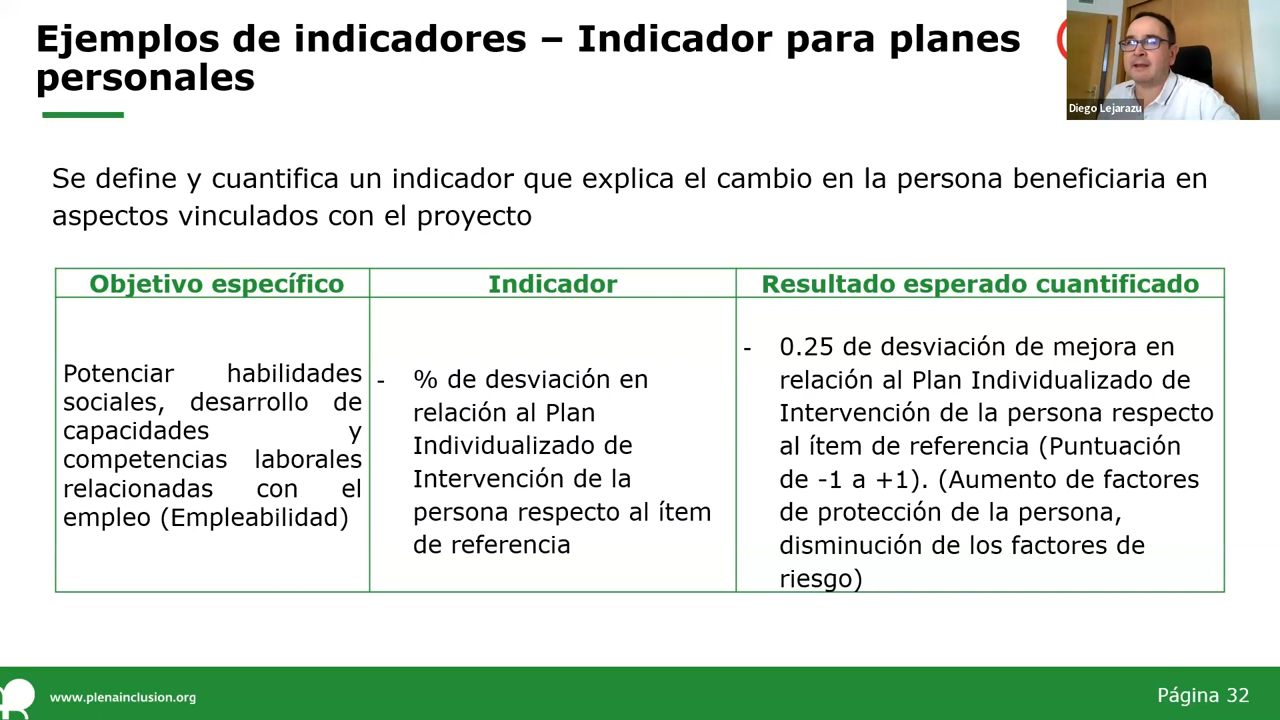 Ejemplos de indicadores – Indicador para planes
personales
Diego Lejarazu
Se define y cuantifica un indicador que explica el cambio en la persona beneficiaria en
aspectos vinculados con el proyecto
Objetivo específico
Indicador
Resultado esperado cuantificado
Potenciar habilidades
sociales, desarrollo de
capacidades y
competencias laborales
relacionadas con el
empleo (Empleabilidad)
- % de desviación en
relación al Plan
Individualizado de
Intervención de la
persona respecto al ítem
de referencia
- 0.25 de desviación de mejora en
relación al Plan Individualizado de
Intervención de la persona respecto
al ítem de referencia (Puntuación
de -1 a +1). (Aumento de factores
de protección de la persona,
disminución de los factores de
riesgo)
www.plenainclusion.org
Página 32